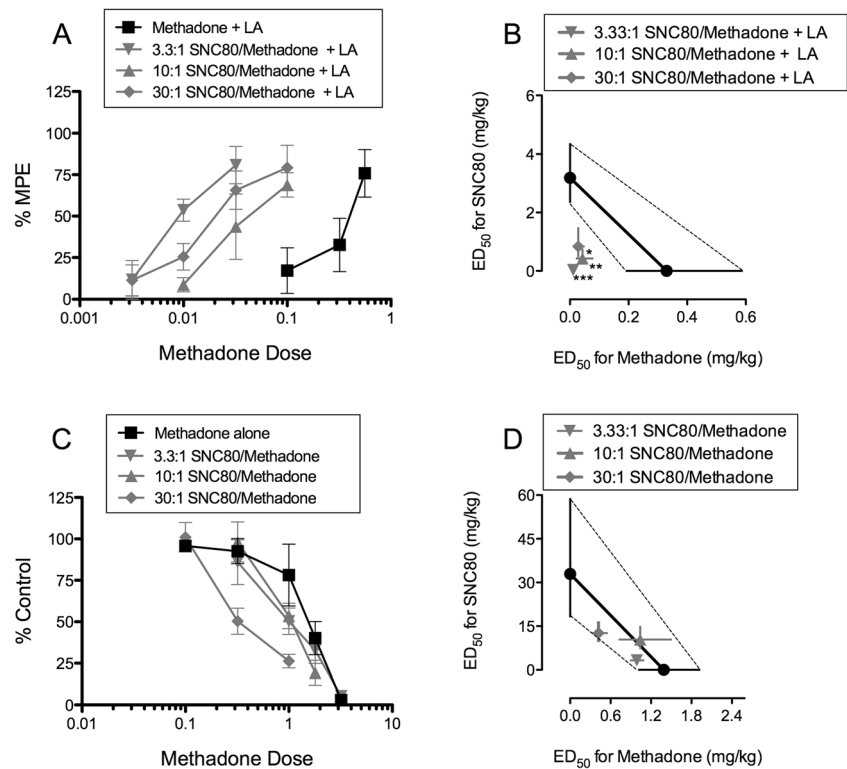 A
Methadone + LA
3.3:1 SNC80/Methadone + LA
10:1 SNC80/Methadone + LA
30:1 SNC80/Methadone + LA
125
100
75
50
25
0
% MPE
0.001
0.01
0.1
1
Methadone Dose
B
3.33:1 SNC80/Methadone + LA
10:1 SNC80/Methadone + LA
30:1 SNC80/Methadone + LA
6
4
2
0
ED50 for SNC80 (mg/kg)
*
**
***
0.0
0.2
0.4
0.6
ED50 for Methadone (mg/kg)
C
Methadone alone
3.3:1 SNC80/Methadone
10:1 SNC80/Methadone
30:1 SNC80/Methadone
125
100
75
50
25
0
% Control
0.01
0.1
1
10
Methadone Dose
D
3.33:1 SNC80/Methadone
10:1 SNC80/Methadone
30:1 SNC80/Methadone
60
45
30
15
0
ED50 for SNC80 (mg/kg)
0.0
0.6
1.2
1.8
2.4
ED50 for Methadone (mg/kg)